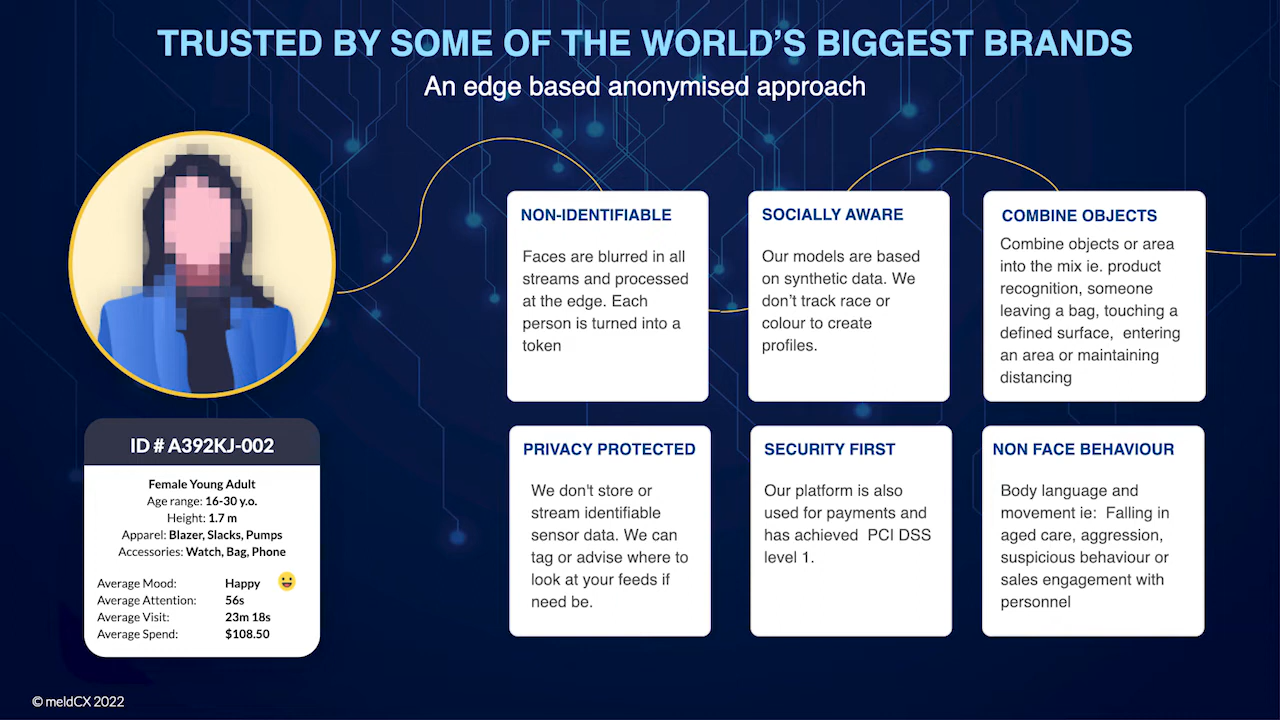 TRUSTED BY SOME OF THE WORLD'S BIGGEST BRANDS
An edge based anonymised approach
ID # A392KJ-002
Female Young Adult
Age range: 16-30 y.o.
Height: 1.7 m
Apparel: Blazer, Slacks, Pumps
Accessories: Watch, Bag, Phone
Average Mood: Happy
Average Attention: 56s
Average Visit: 23m 18s
Average Spend: $108.50
NON-IDENTIFIABLE
Faces are blurred in all
streams and processed
at the edge. Each
person is turned into a
token
SOCIALLY AWARE
Our models are based
on synthetic data. We
don't track race or
colour to create
profiles.
COMBINE OBJECTS
Combine objects or area
into the mix ie. product
recognition, someone
leaving a bag, touching a
defined surface, entering
an area or maintaining
distancing
PRIVACY PROTECTED
We don't store or
stream identifiable
sensor data. We can
tag or advise where to
look at your feeds if
need be.
SECURITY FIRST
Our platform is also
used for payments and
has achieved PCI DSS
level 1.
NON FACE BEHAVIOUR
Body language and
movement ie: Falling in
aged care, aggression,
suspicious behaviour or
sales engagement with
personnel
© meldCX 2022